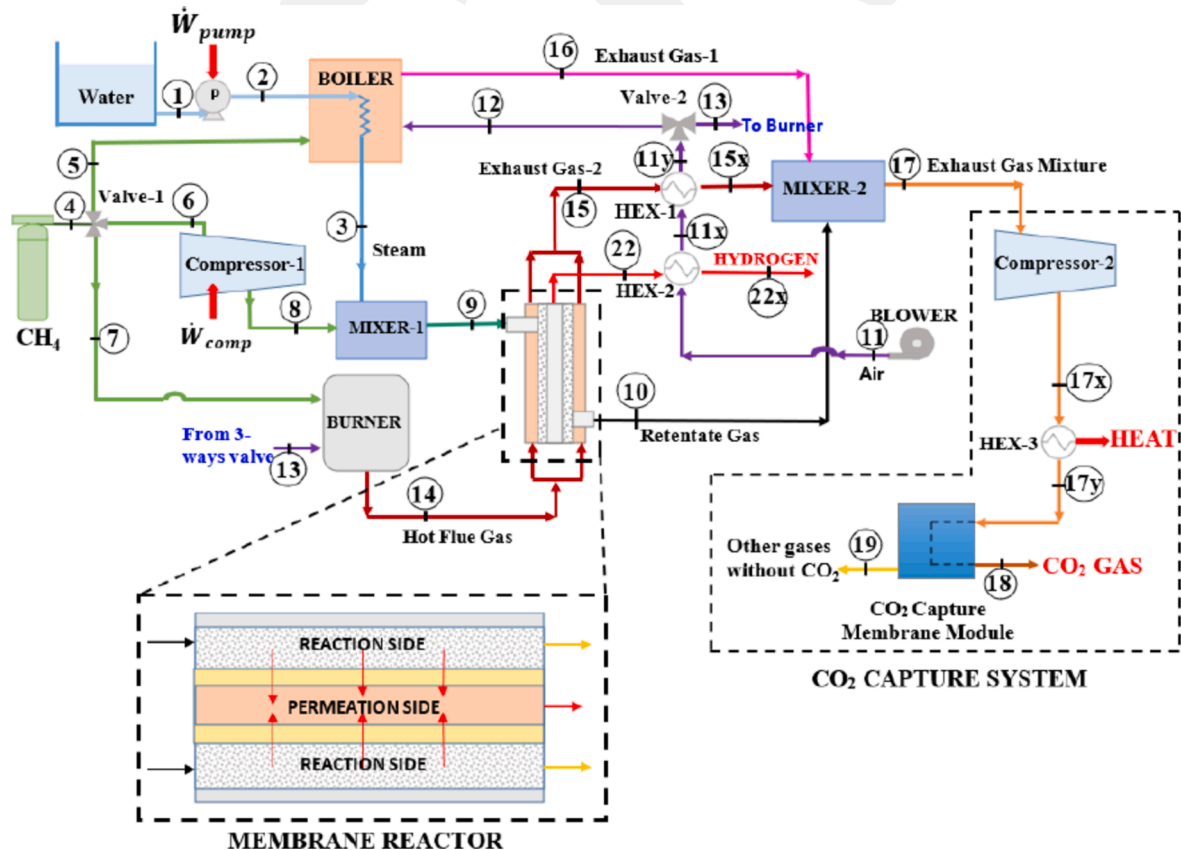 Ẇpump
16
Exhaust Gas-1
BOILER
Water
1
P
2
12
Valve-2
13
To Burner
5
11y
15x
17
Exhaust Gas Mixture
Exhaust Gas-2
4
Valve-1
6
3
15
HEX-1
MIXER-2
Steam
22
11x
HYDROGEN
Compressor-1
Compressor-2
HEX-2
22x
CH4
7
Ẇcomp
8
MIXER-1
9
BLOWER
11
Air
10
17x
BURNER
Retentate Gas
HEX-3
HEAT
From 3-
ways valve
13
17y
14
Hot Flue Gas
Other gases
without CO2
19
18
CO2 GAS
CO2 Capture
Membrane Module
REACTION SIDE
CO2 CAPTURE SYSTEM
PERMEATION SIDE
REACTION SIDE
MEMBRANE REACTOR